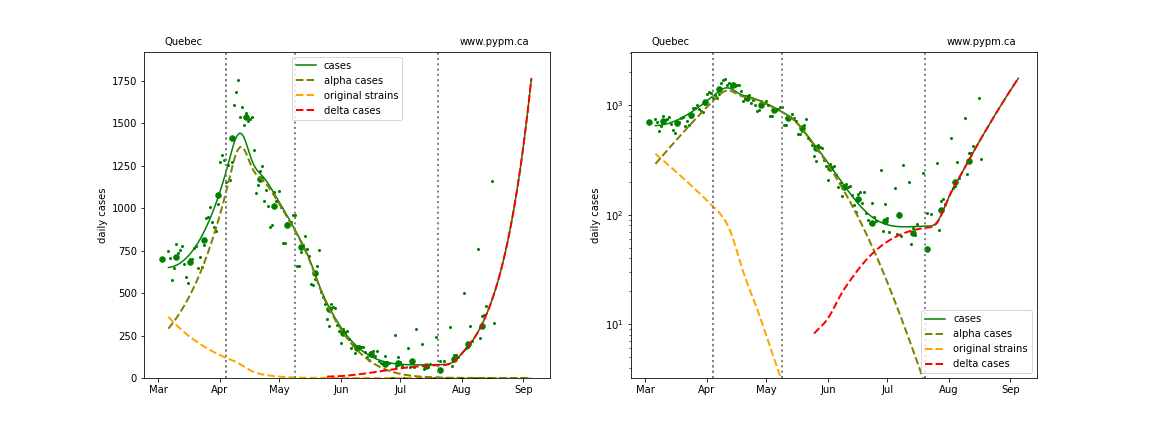 Quebec www.pypm.ca
cases
alpha cases
original strains
delta cases
daily cases
1750
1500
1250
1000
750
500
250
0
Mar Apr May Jun Jul Aug Sep
Quebec www.pypm.ca
daily cases
10³
10²
10¹
cases
alpha cases
original strains
delta cases
Mar Apr May Jun Jul Aug Sep